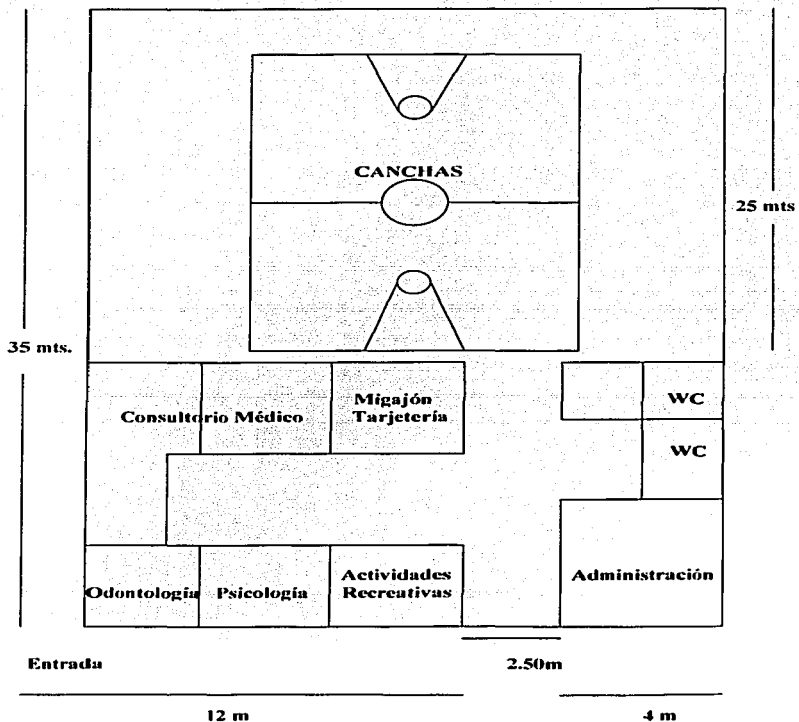 CANCHAS
25 mts
35 mts.
Consultorio Médico
Migajón
Tarjetería
WC
WC
Odontología
Psicología
Actividades
Recreativas
Administración
Entrada
2.50m
12 m
4 m